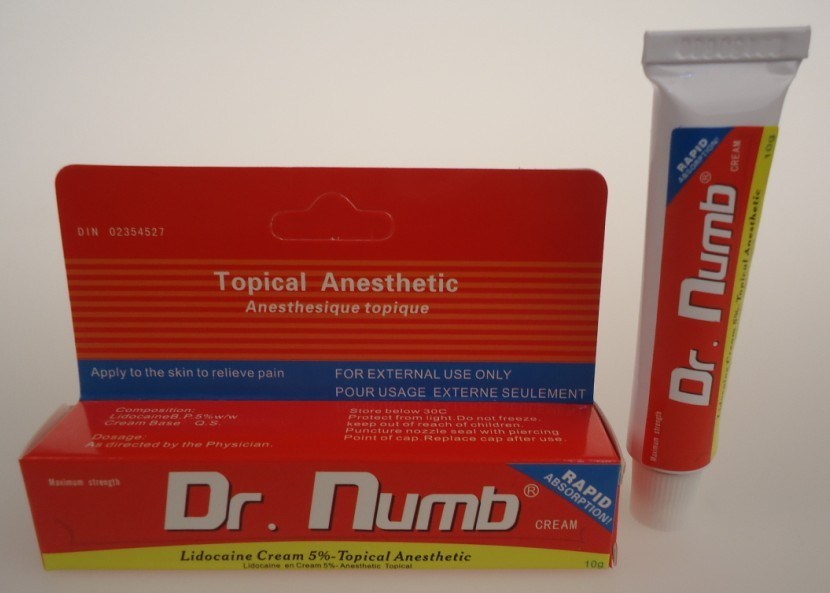 DIN 02354527
Topical Anesthetic
Anesthesique topique
Apply to the skin to relieve pain
FOR EXTERNAL USE ONLY
POUR USAGE EXTERNE SEULEMENT
Composition:
LidocaineB.P.5%w/w
Cream Base Q.S.
Dosage:
As directed by the Physician.
Store below 30C
Protect from light.Do not freeze.
keep out of reach of children.
Puncture nozzle seal with piercing
Point of cap.Replace cap after use.
Maximum strength
Dr. Numb®
CREAM
RAPID
ABSORPTION!
Lidocaine Cream 5%-Topical Anesthetic
Lidocaine en Cream 5%- Anesthetic Topical
10g
RAPID
ABSORPTION!
CREAM
10g
Dr. Numb®
Maximum strength
Lidocaine Cream 5%-Topical Anesthetic